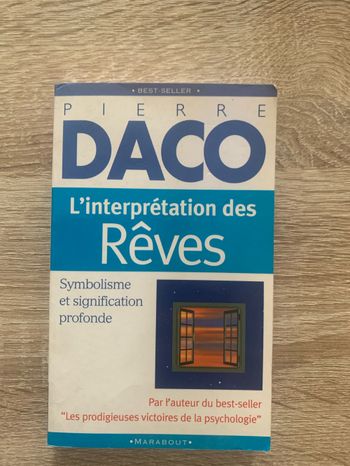 • BEST-SELLER •
PIERRE
DACO
L'interprétation des
Rêves
Symbolisme
et signification
profonde
Par l'auteur du best-seller
"Les prodigieuses victoires de la psychologie"
• MARABOUT •